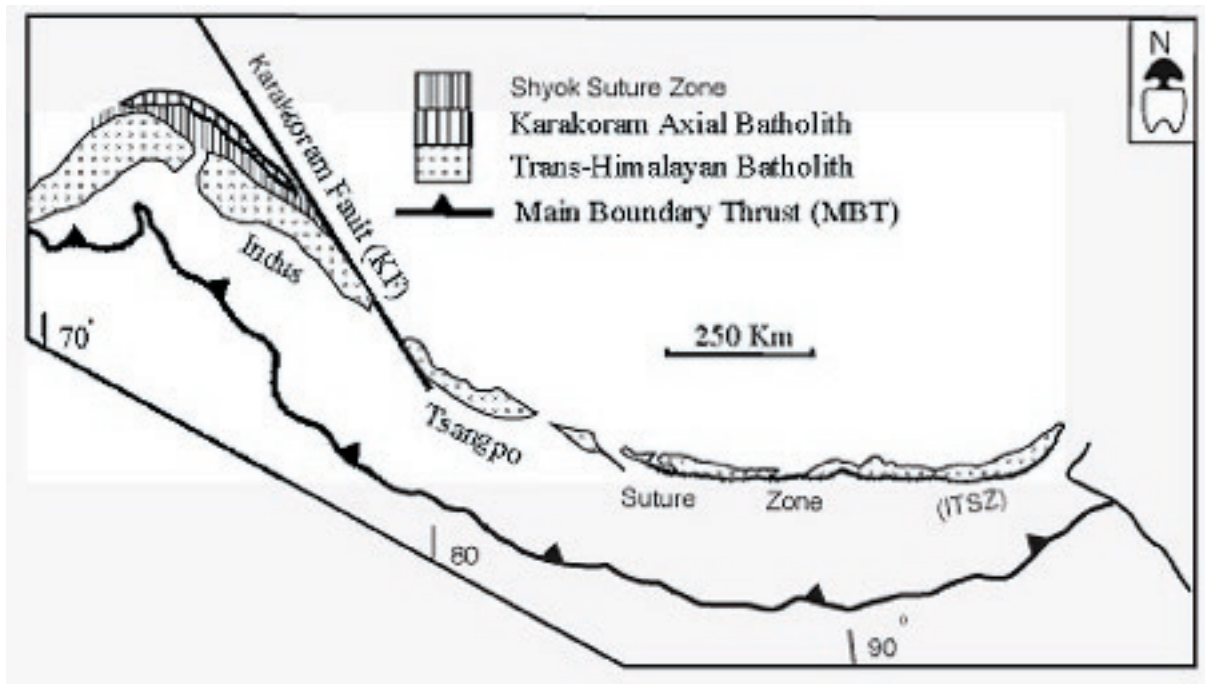 N
Shyok Suture Zone
Karakoram Axial Batholith
Trans-Himalayan Batholith
Main Boundary Thrust (MBT)
Karakgoram Fault (KF)
Indus
250 Km
70°
Tsangpo
Suture Zone (ITSZ)
80
90°